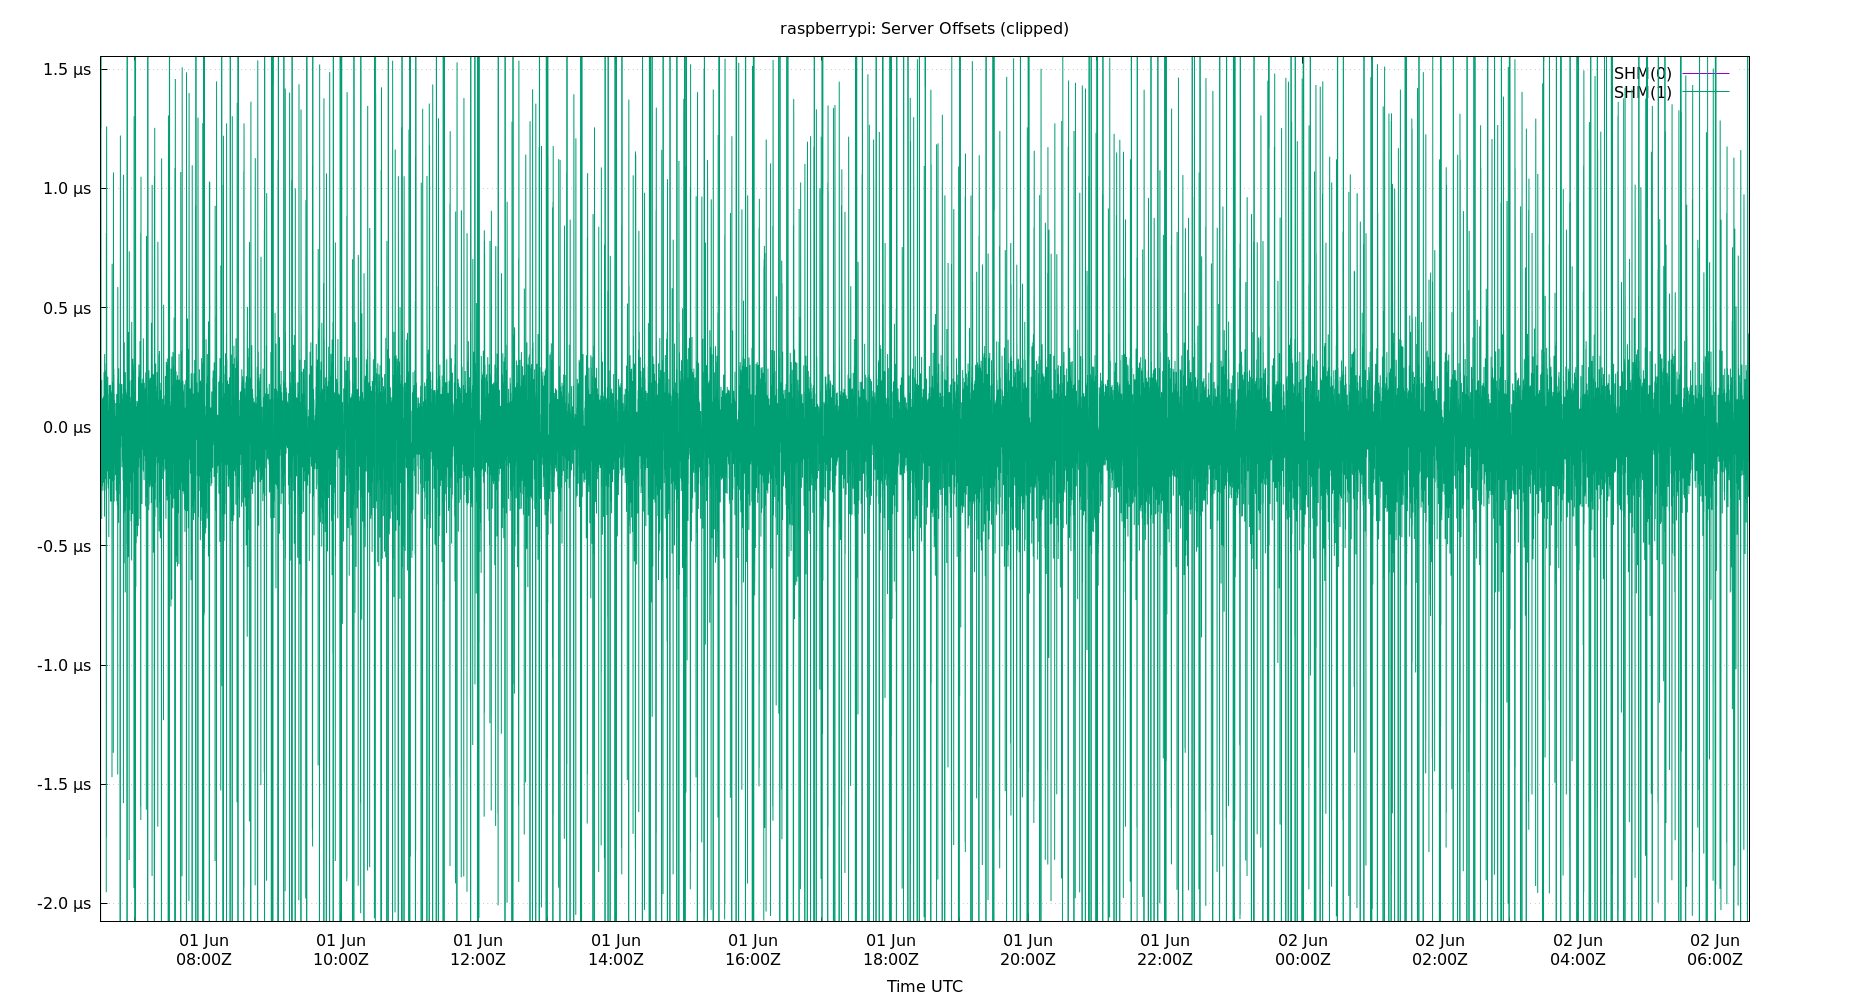 raspberrypi: Server Offsets (clipped)
1.5 μs
1.0 μs
0.5 μs
0.0 μs
-0.5 μs
-1.0 μs
-1.5 μs
-2.0 μs
SHM(0)
SHM(1)
01 Jun 01 Jun 01 Jun 01 Jun 01 Jun 01 Jun 01 Jun 01 Jun 02 Jun 02 Jun 02 Jun 02 Jun
08:00Z 10:00Z 12:00Z 14:00Z 16:00Z 18:00Z 20:00Z 22:00Z 00:00Z 02:00Z 04:00Z 06:00Z
Time UTC